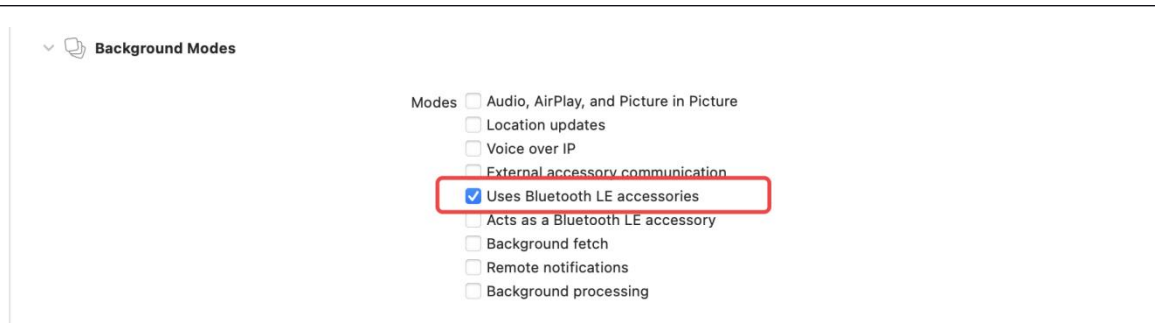 Background Modes
Modes Audio, AirPlay, and Picture in Picture
Location updates
Voice over IP
External accessory communication
Uses Bluetooth LE accessories
Acts as a Bluetooth LE accessory
Background fetch
Remote notifications
Background processing